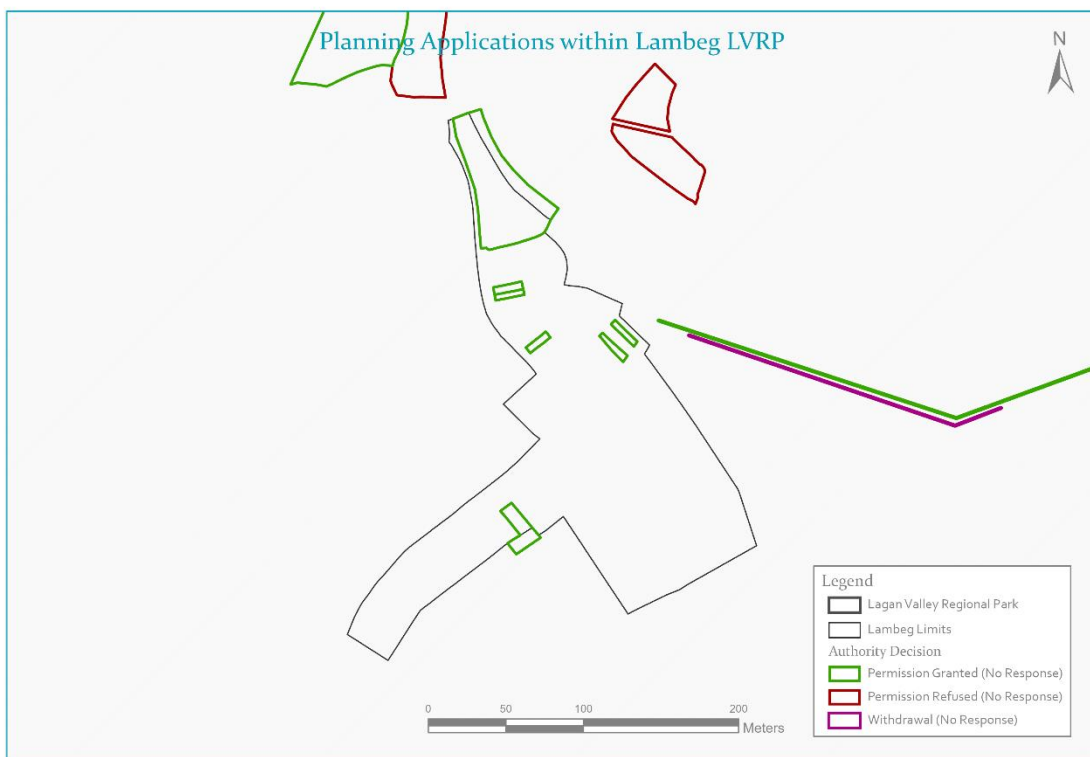 Planning Applications within Lambeg LVRP
N
Legend
Lagan Valley Regional Park
Lambeg Limits
Authority Decision
Permission Granted (No Response)
Permission Refused (No Response)
Withdrawal (No Response)
0 50 100 200
Meters